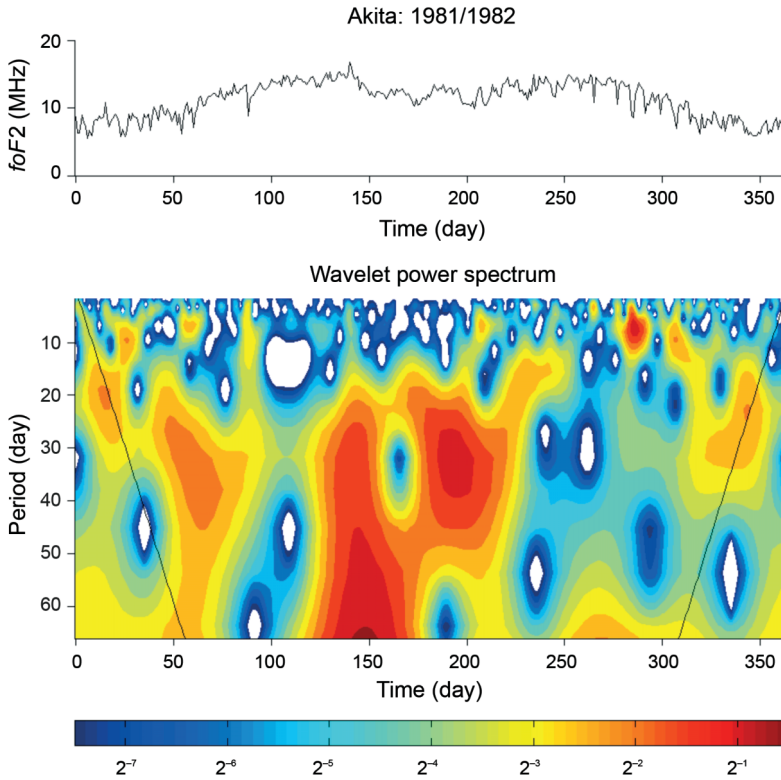 Akita: 1981/1982
foF2 (MHz)
20
10
0
0 50 100 150 200 250 300 350
Time (day)
Wavelet power spectrum
Period (day)
10
20
30
40
50
60
0 50 100 150 200 250 300 350
Time (day)
2⁻⁷ 2⁻⁶ 2⁻⁵ 2⁻⁴ 2⁻³ 2⁻² 2⁻¹